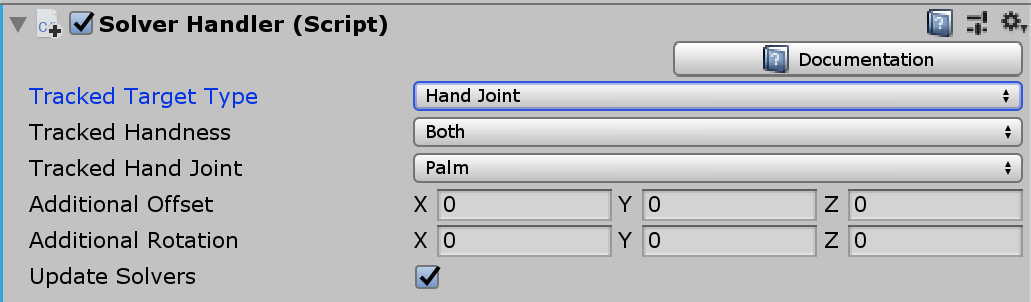 Solver Handler (Script)
Documentation
Tracked Target Type Hand Joint
Tracked Handness Both
Tracked Hand Joint Palm
Additional Offset X 0 Y 0 Z 0
Additional Rotation X 0 Y 0 Z 0
Update Solvers